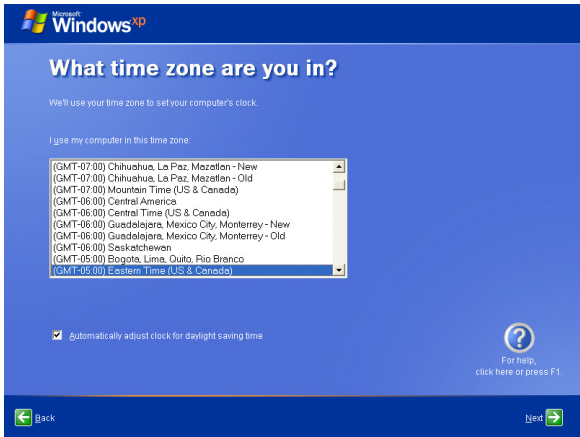 Microsoft
Windows xp
What time zone are you in?
We'll use your time zone to set your computer's clock.
I use my computer in this time zone:
(GMT-07:00) Chihuahua, La Paz, Mazatlan - New
(GMT-07:00) Chihuahua, La Paz, Mazatlan - Old
(GMT-07:00) Mountain Time (US & Canada)
(GMT-06:00) Central America
(GMT-06:00) Central Time (US & Canada)
(GMT-06:00) Guadalajara, Mexico City, Monterrey - New
(GMT-06:00) Guadalajara, Mexico City, Monterrey - Old
(GMT-06:00) Saskatchewan
(GMT-05:00) Bogota, Lima, Quito, Rio Branco
(GMT-05:00) Eastern Time (US & Canada)
Automatically adjust clock for daylight saving time
For help,
click here or press F1.
Back
Next